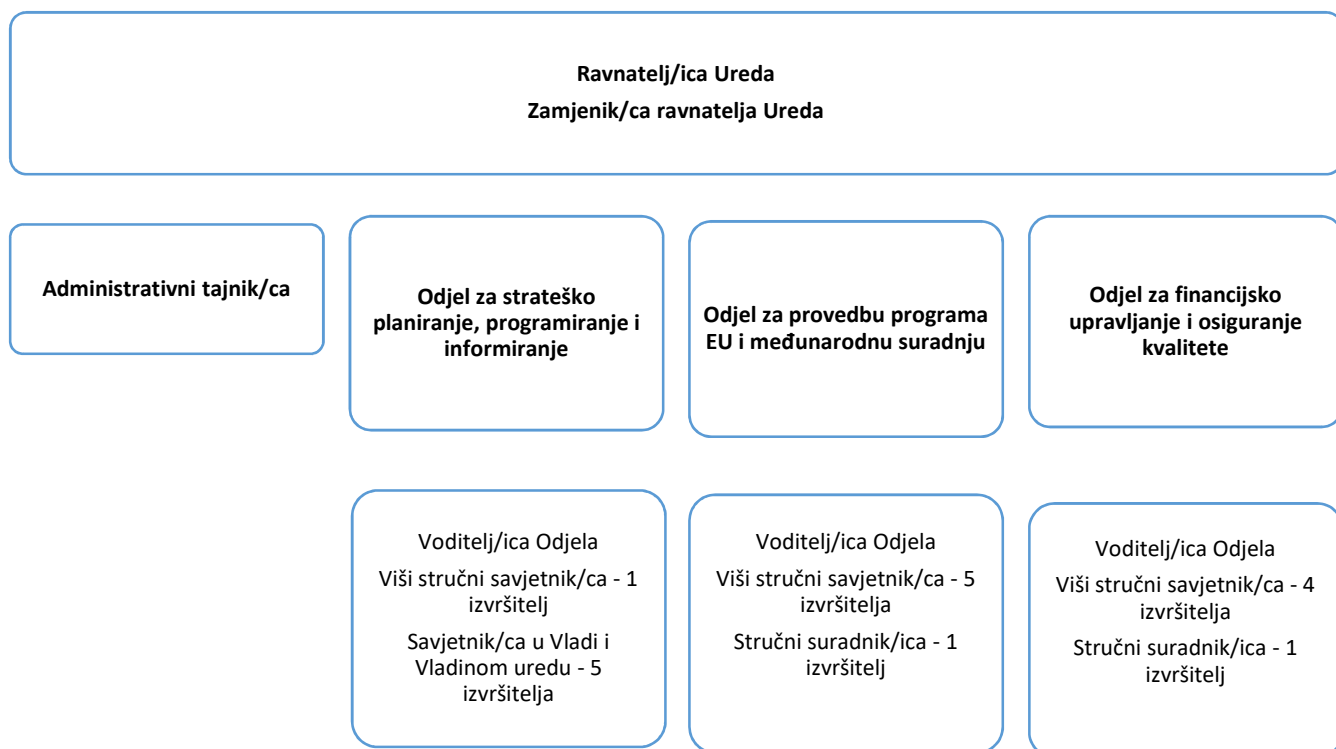 Ravnatelj/ica Ureda
Zamjenik/ca ravnatelja Ureda
Administrativni tajnik/ca
Odjel za strateško
planiranje, programiranje i
informiranje
Odjel za provedbu programa
EU i međunarodnu suradnju
Odjel za financijsko
upravljanje i osiguranje
kvalitete
Voditelj/ica Odjela
Viši stručni savjetnik/ca - 1
izvršitelj
Savjetnik/ca u Vladi i
Vladinom uredu - 5
izvršitelja
Voditelj/ica Odjela
Viši stručni savjetnik/ca - 5
izvršitelja
Stručni suradnik/ica - 1
izvršitelj
Voditelj/ica Odjela
Viši stručni savjetnik/ca - 4
izvršitelja
Stručni suradnik/ica - 1
izvršitelj